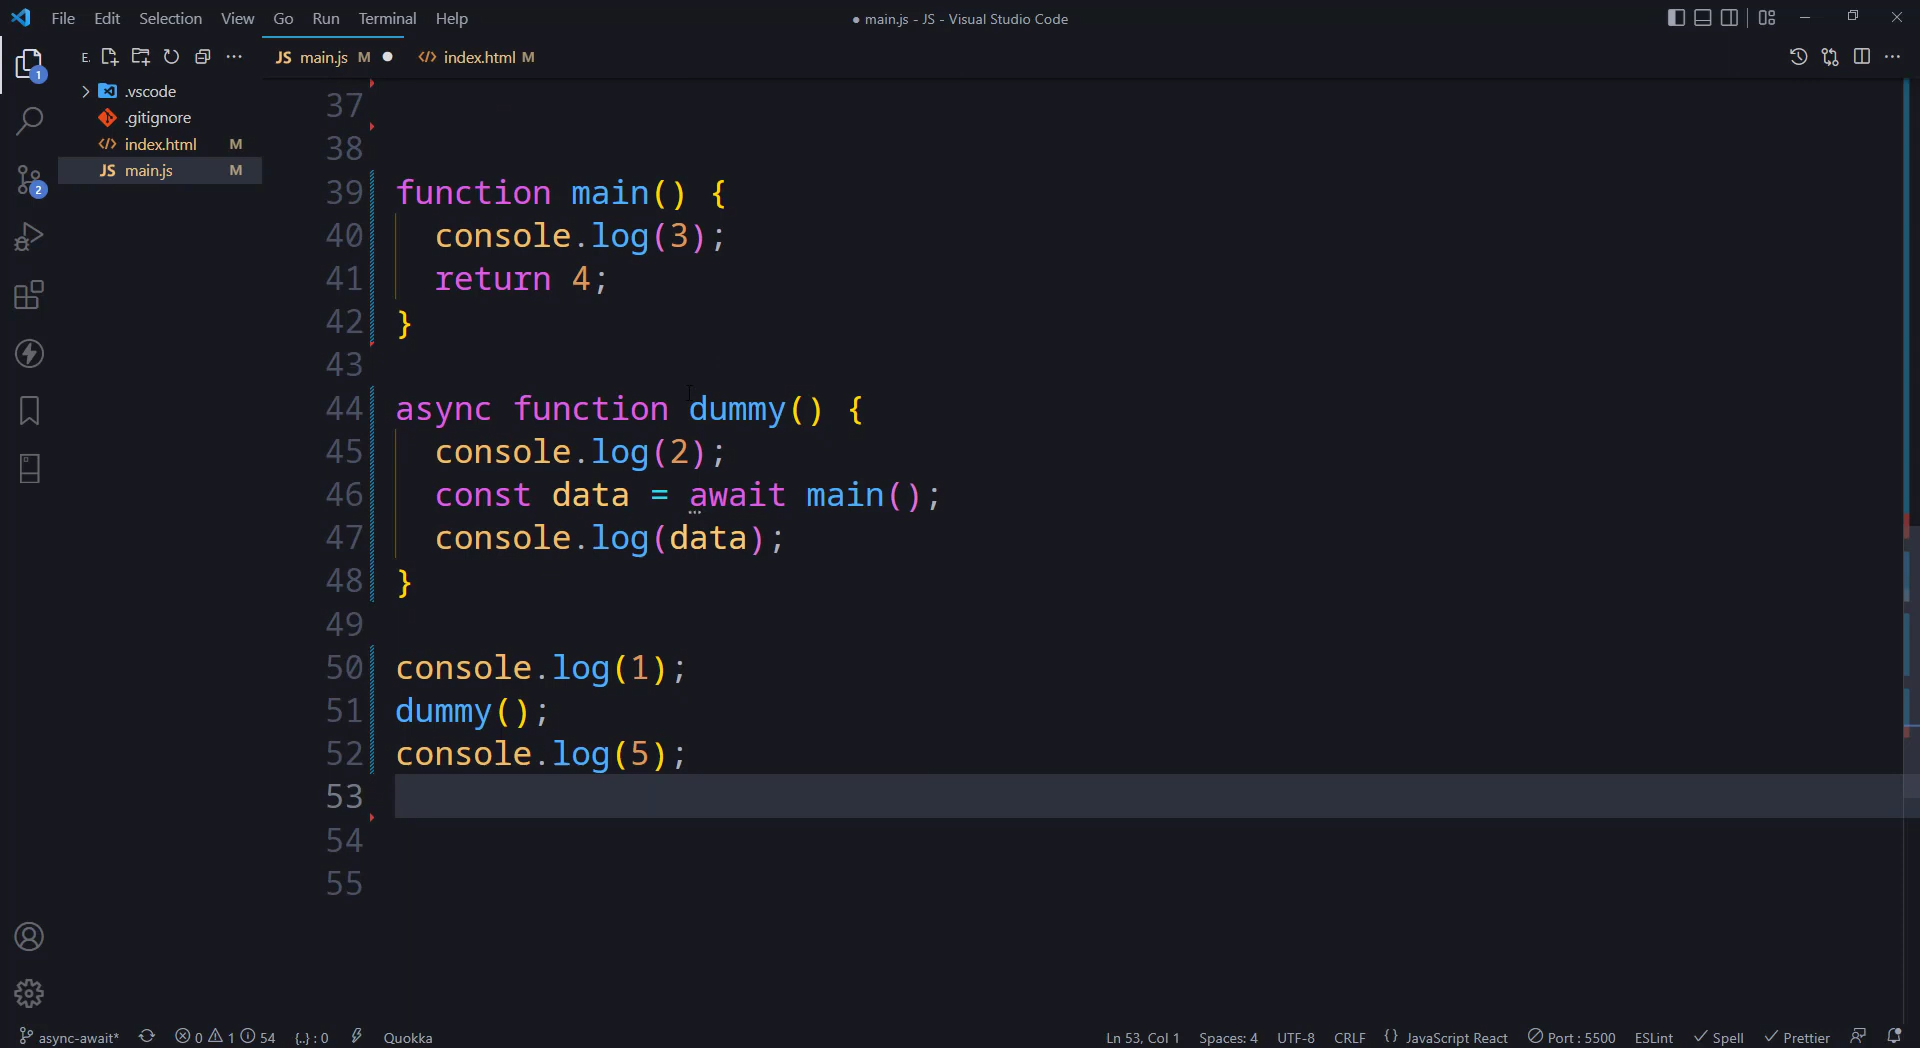 File Edit Selection View Go Run Terminal Help
● main.js - JS - Visual Studio Code
E.
JS main.js M ● </> index.html M
.vscode
.gitignore
</> index.html M
JS main.js M
1
2
37
38
39 function main() {
40 console.log(3);
41 return 4;
42 }
43
44 async function dummy() {
45 console.log(2);
46 const data = await main();
47 console.log(data);
48 }
49
50 console.log(1);
51 dummy();
52 console.log(5);
53
54
55
async-await* 0 1 54 {..} : 0 Quokka
Ln 53, Col 1 Spaces: 4 UTF-8 CRLF {} JavaScript React Port : 5500 ESLint ✓ Spell ✓ Prettier